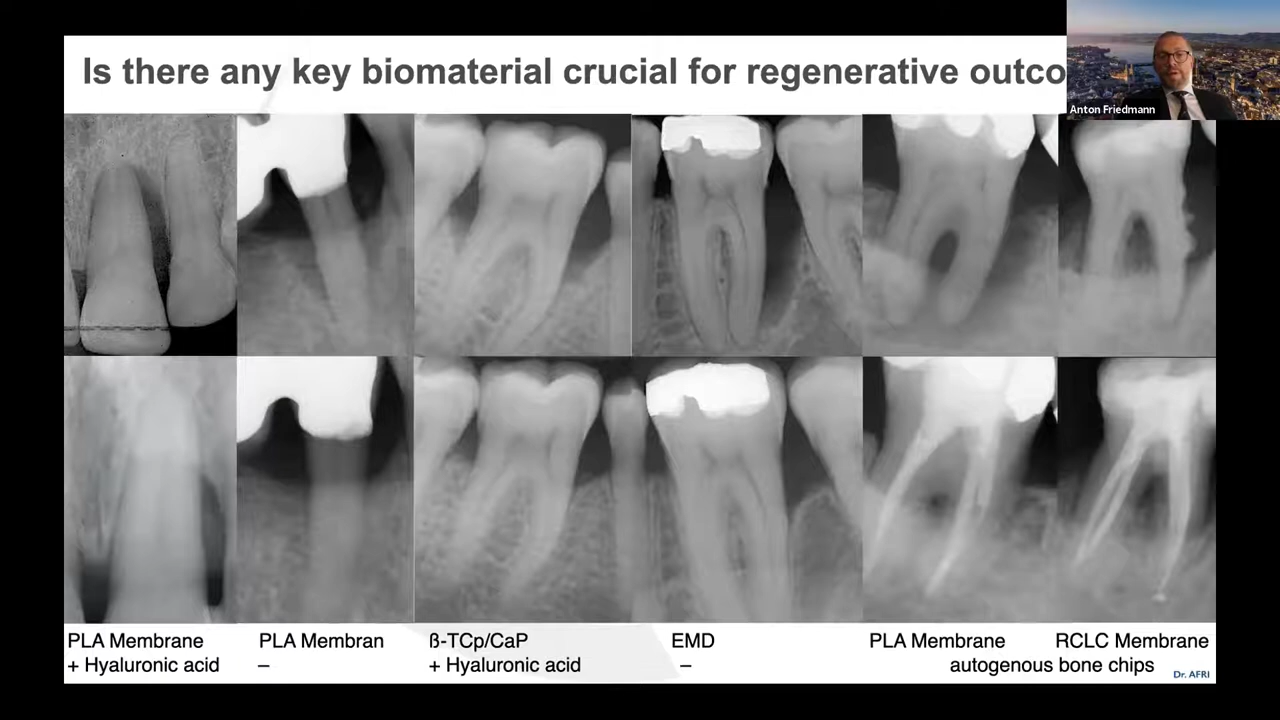 Is there any key biomaterial crucial for regenerative outco
Anton Friedmann
PLA Membrane
+ Hyaluronic acid
PLA Membran
–
ß-TCp/CaP
+ Hyaluronic acid
EMD
–
PLA Membrane
RCLC Membrane
autogenous bone chips
Dr. AFRI